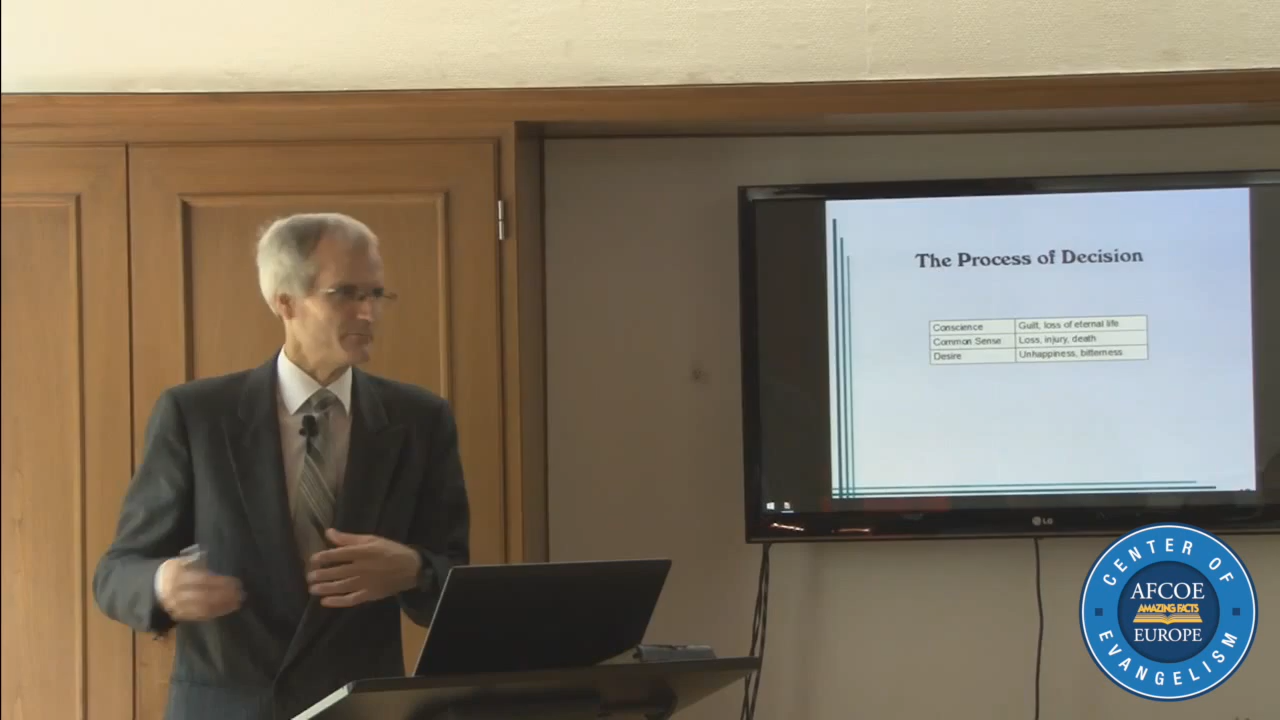 The Process of Decision
Conscience Guilt, loss of eternal life
Common Sense Loss, injury, death
Desire Unhappiness, bitterness
LG
CENTER OF
AFCOE
AMAZING FACTS
EUROPE
EVANGELISM